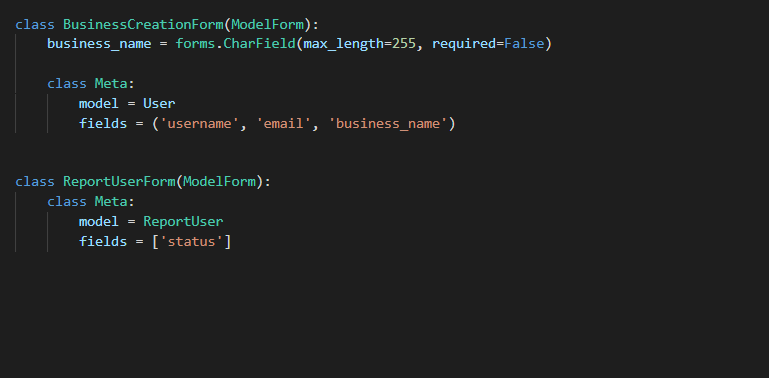 class BusinessCreationForm(ModelForm):
    business_name = forms.CharField(max_length=255, required=False)
    class Meta:
        model = User
        fields = ('username', 'email', 'business_name')
class ReportUserForm(ModelForm):
    class Meta:
        model = ReportUser
        fields = ['status']